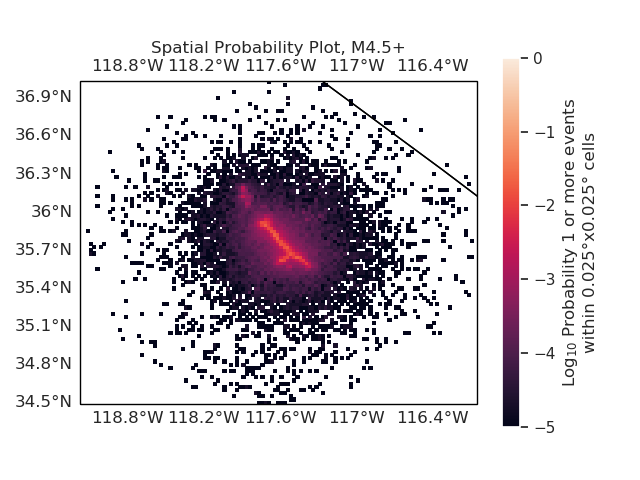 Spatial Probability Plot, M4.5+
118.8°W 118.2°W 117.6°W 117°W 116.4°W
36.9°N
36.6°N
36.3°N
36°N
35.7°N
35.4°N
35.1°N
34.8°N
34.5°N
118.8°W 118.2°W 117.6°W 117°W 116.4°W
0
−1
−2
−3
−4
−5
Log₁₀ Probability 1 or more events
within 0.025°x0.025° cells